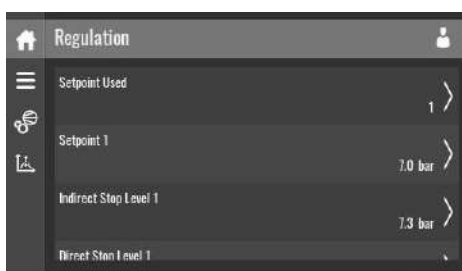 Regulation
Setpoint Used
1
Setpoint 1
7.0 bar
Indirect Stop Level 1
7.3 bar
Direct Stop Level 1